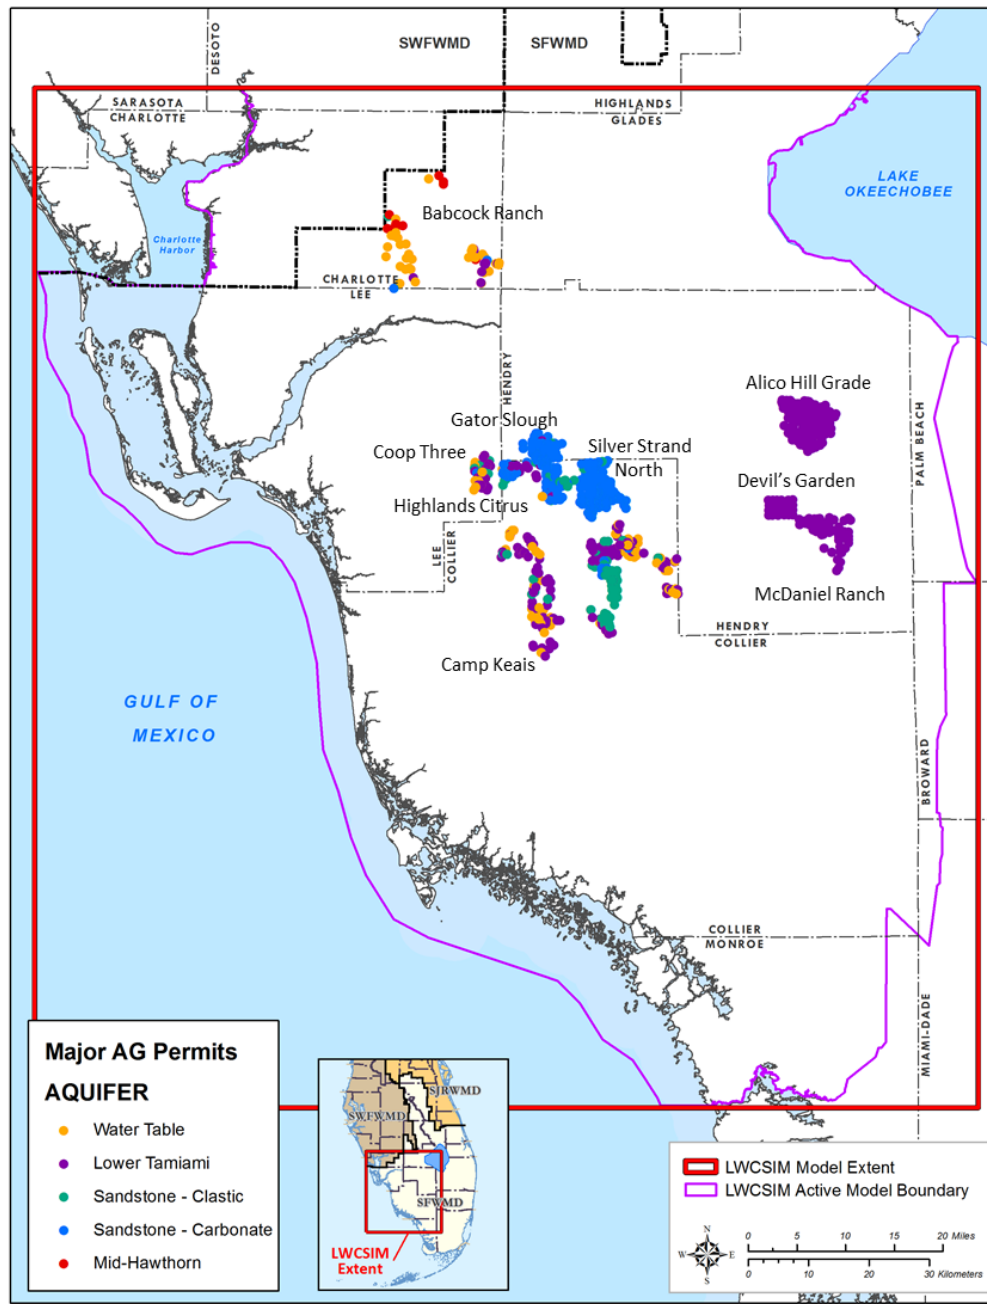 DESOTO
SWFWMD
SFWMD
SARASOTA
CHARLOTTE
HIGHLANDS
GLADES
LAKE
OKEECHOBEE
Babcock Ranch
Charlotte
Harbor
CHARLOTTE
LEE
HENDRY
PALM BEACH
Alico Hill Grade
Gator Slough
Coop Three
Silver Strand
North
Devil's Garden
Highlands Citrus
LEE
COLLIER
McDaniel Ranch
HENDRY
COLLIER
Camp Keais
GULF OF
MEXICO
BROWARD
COLLIER
MONROE
MIAMI-DADE
Major AG Permits
AQUIFER
Water Table
Lower Tamiami
Sandstone - Clastic
Sandstone - Carbonate
Mid-Hawthorn
SJRWMD
SWFWMD
SFWMD
LWCSIM
Extent
LWCSIM Model Extent
LWCSIM Active Model Boundary
N
W
E
S
0 5 10 20 Miles
0 5 10 20 30 Kilometers